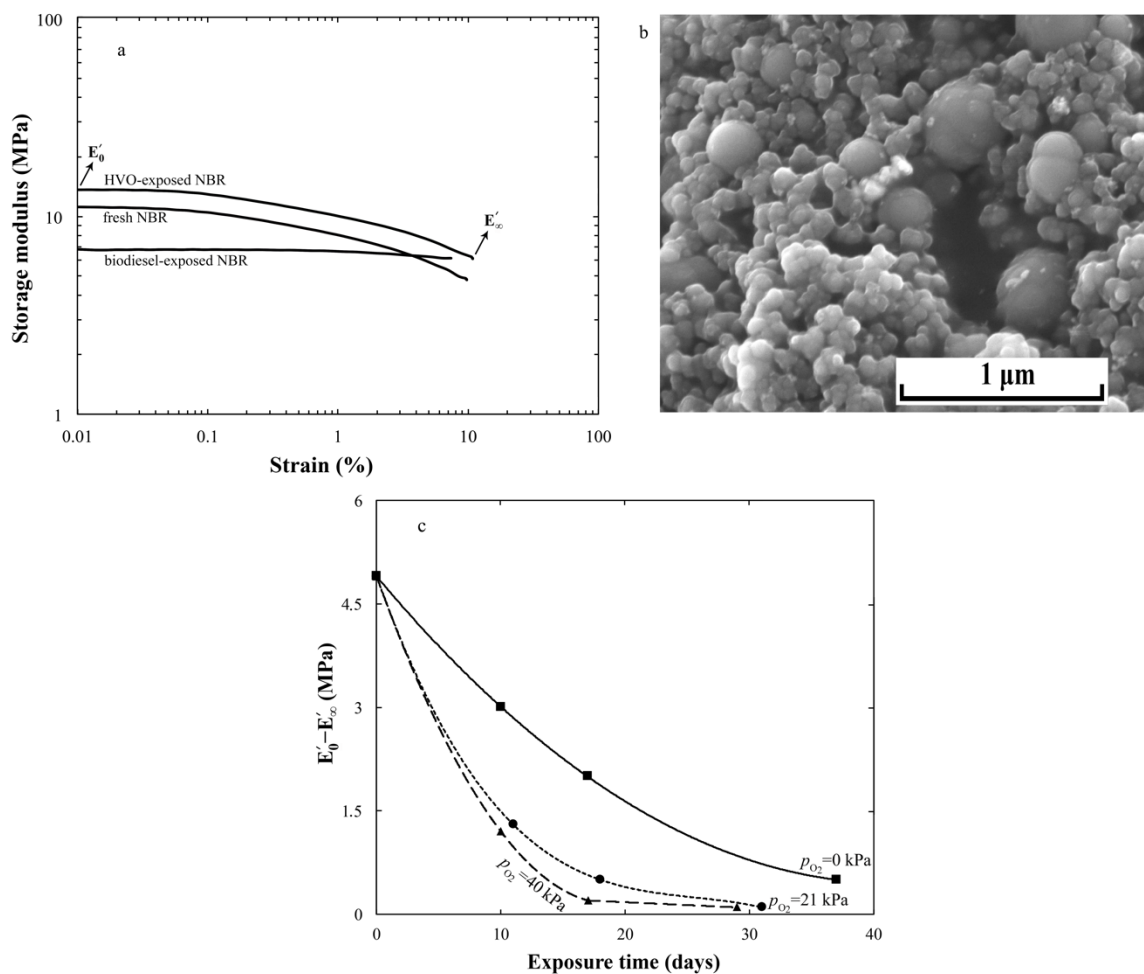 a
100
10
1
Storage modulus (MPa)
E′₀
HVO-exposed NBR
fresh NBR
biodiesel-exposed NBR
E′∞
0.01 0.1 1 10 100
Strain (%)
b
1 µm
c
6
4.5
3
1.5
0
E′₀–E′∞ (MPa)
pO₂=0 kPa
pO₂=21 kPa
pO₂=40 kPa
0 10 20 30 40
Exposure time (days)